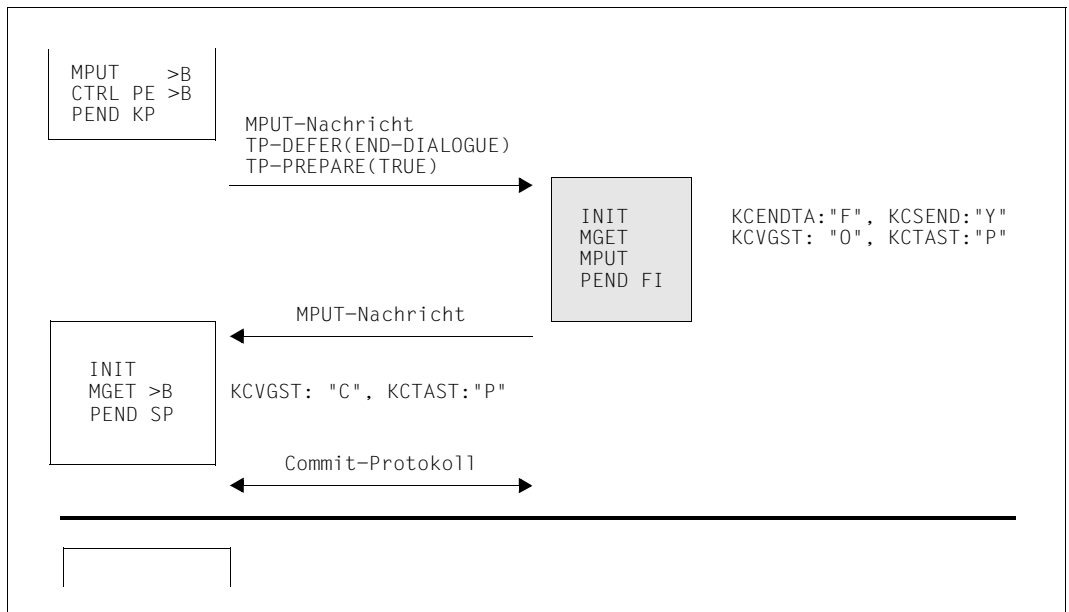 MPUT >B
CTRL PE >B
PEND KP
MPUT-Nachricht
TP-DEFER(END-DIALOGUE)
TP-PREPARE(TRUE)
INIT
MGET
MPUT
PEND FI
KCENDTA:"F", KCSEND:"Y"
KCVGST: "O", KCTAST:"P"
MPUT-Nachricht
INIT
MGET >B
PEND SP
KCVGST: "C", KCTAST:"P"
Commit-Protokoll